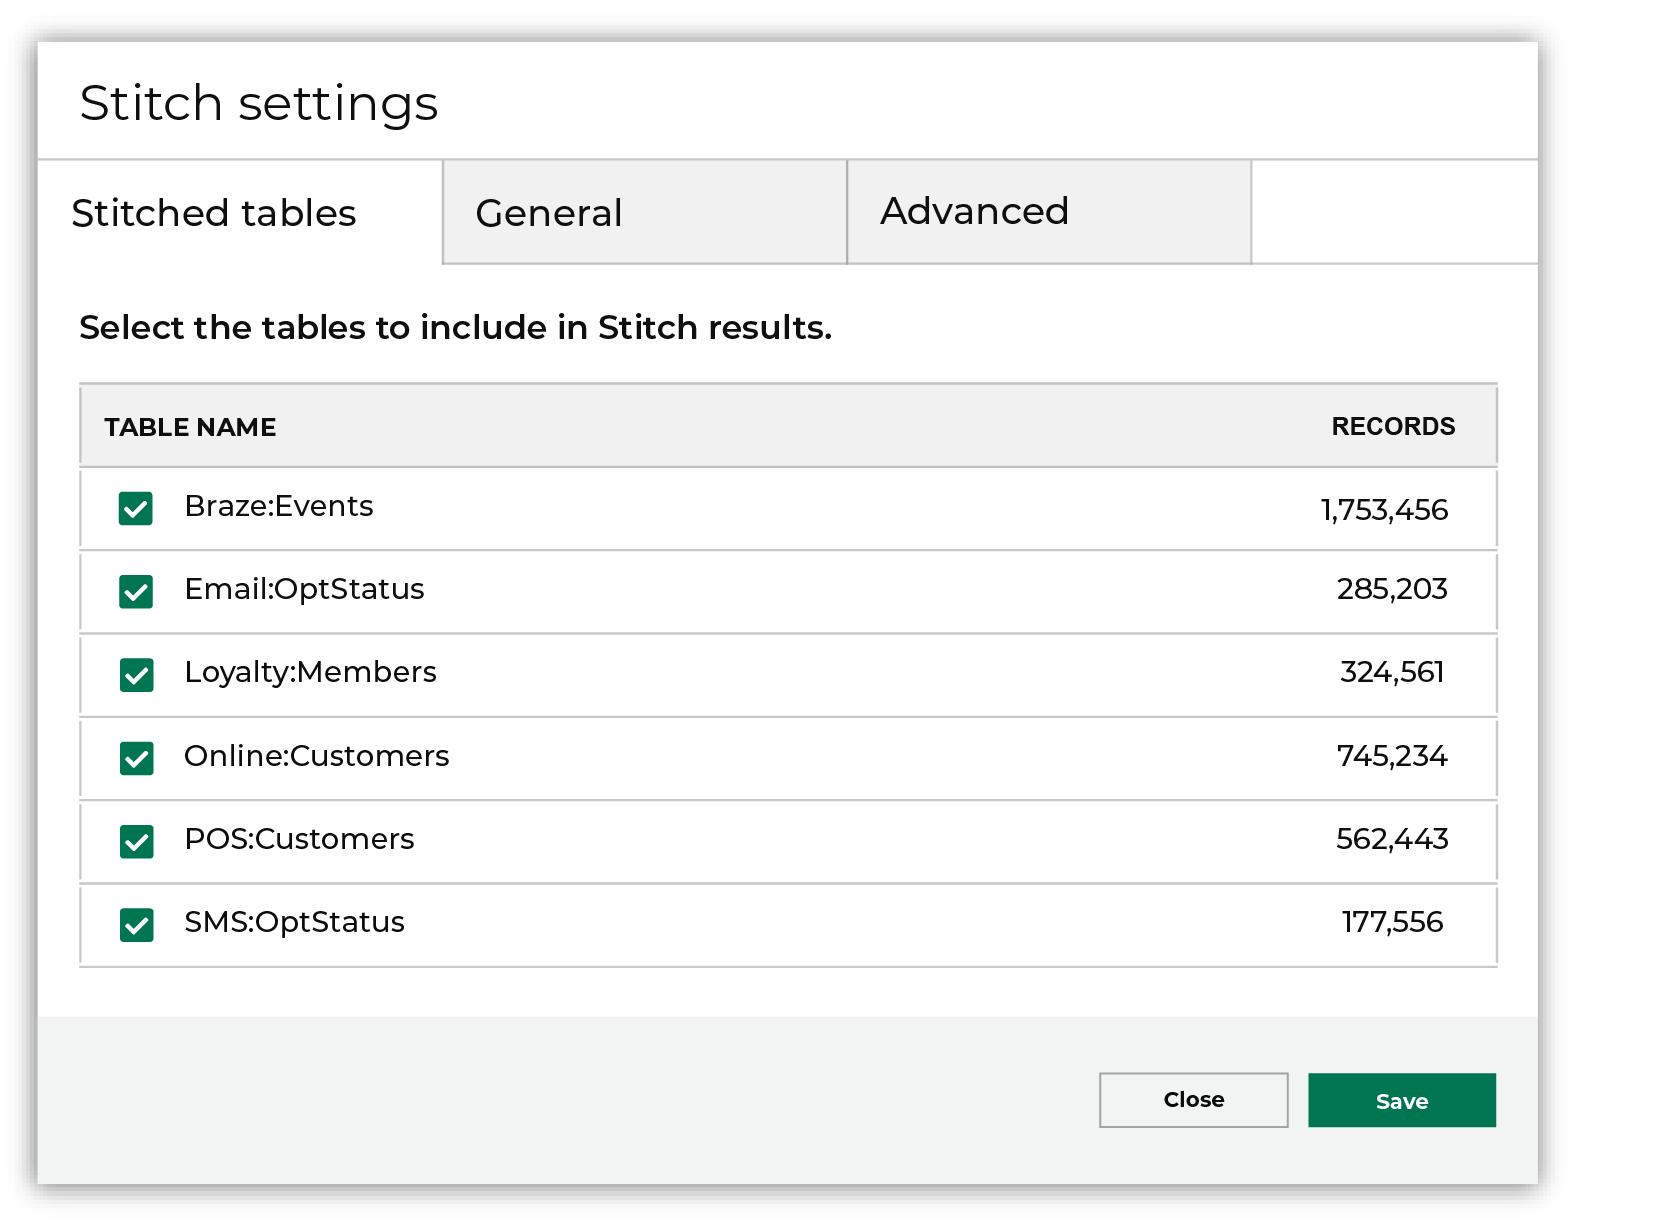 Stitch settings
Stitched tables General Advanced
Select the tables to include in Stitch results.
TABLE NAME RECORDS
Braze:Events 1,753,456
Email:OptStatus 285,203
Loyalty:Members 324,561
Online:Customers 745,234
POS:Customers 562,443
SMS:OptStatus 177,556
Close Save